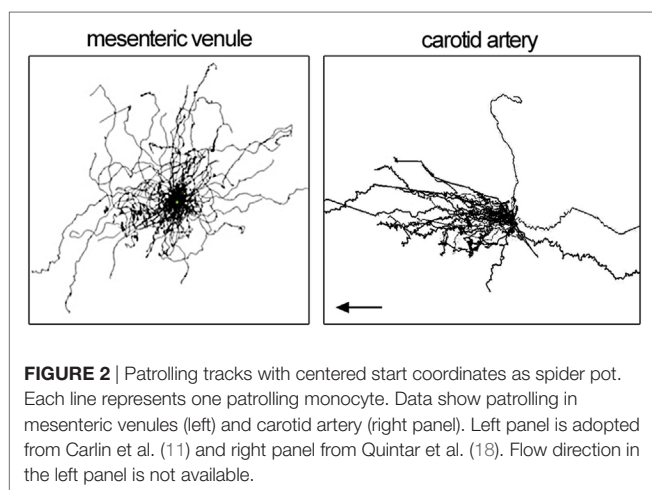 mesenteric venule
carotid artery
FIGURE 2 | Patrolling tracks with centered start coordinates as spider pot.
Each line represents one patrolling monocyte. Data show patrolling in
mesenteric venules (left) and carotid artery (right panel). Left panel is adopted
from Carlin et al. (11) and right panel from Quintar et al. (18). Flow direction in
the left panel is not available.